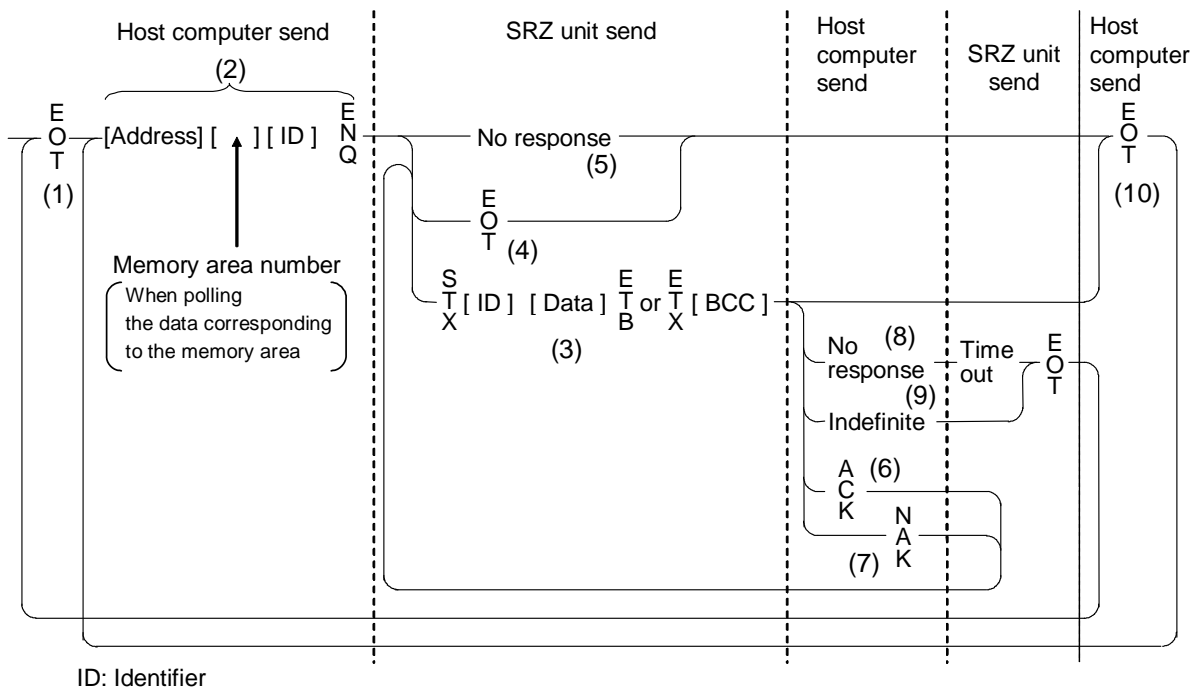 Host computer send
(2)
SRZ unit send
Host
computer
send
SRZ unit
send
Host
computer
send
EOT
(1)
[Address] [ ] [ ID ]
ENQ
No response
(5)
EOT
(10)
EOT
(4)
Memory area number
When polling
the data corresponding
to the memory area
STX [ ID ] [ Data ] ETB or ETX [ BCC ]
(3)
No
response
(8)
Time
out
EOT
(9)
Indefinite
ACK
(6)
NAK
(7)
ID: Identifier